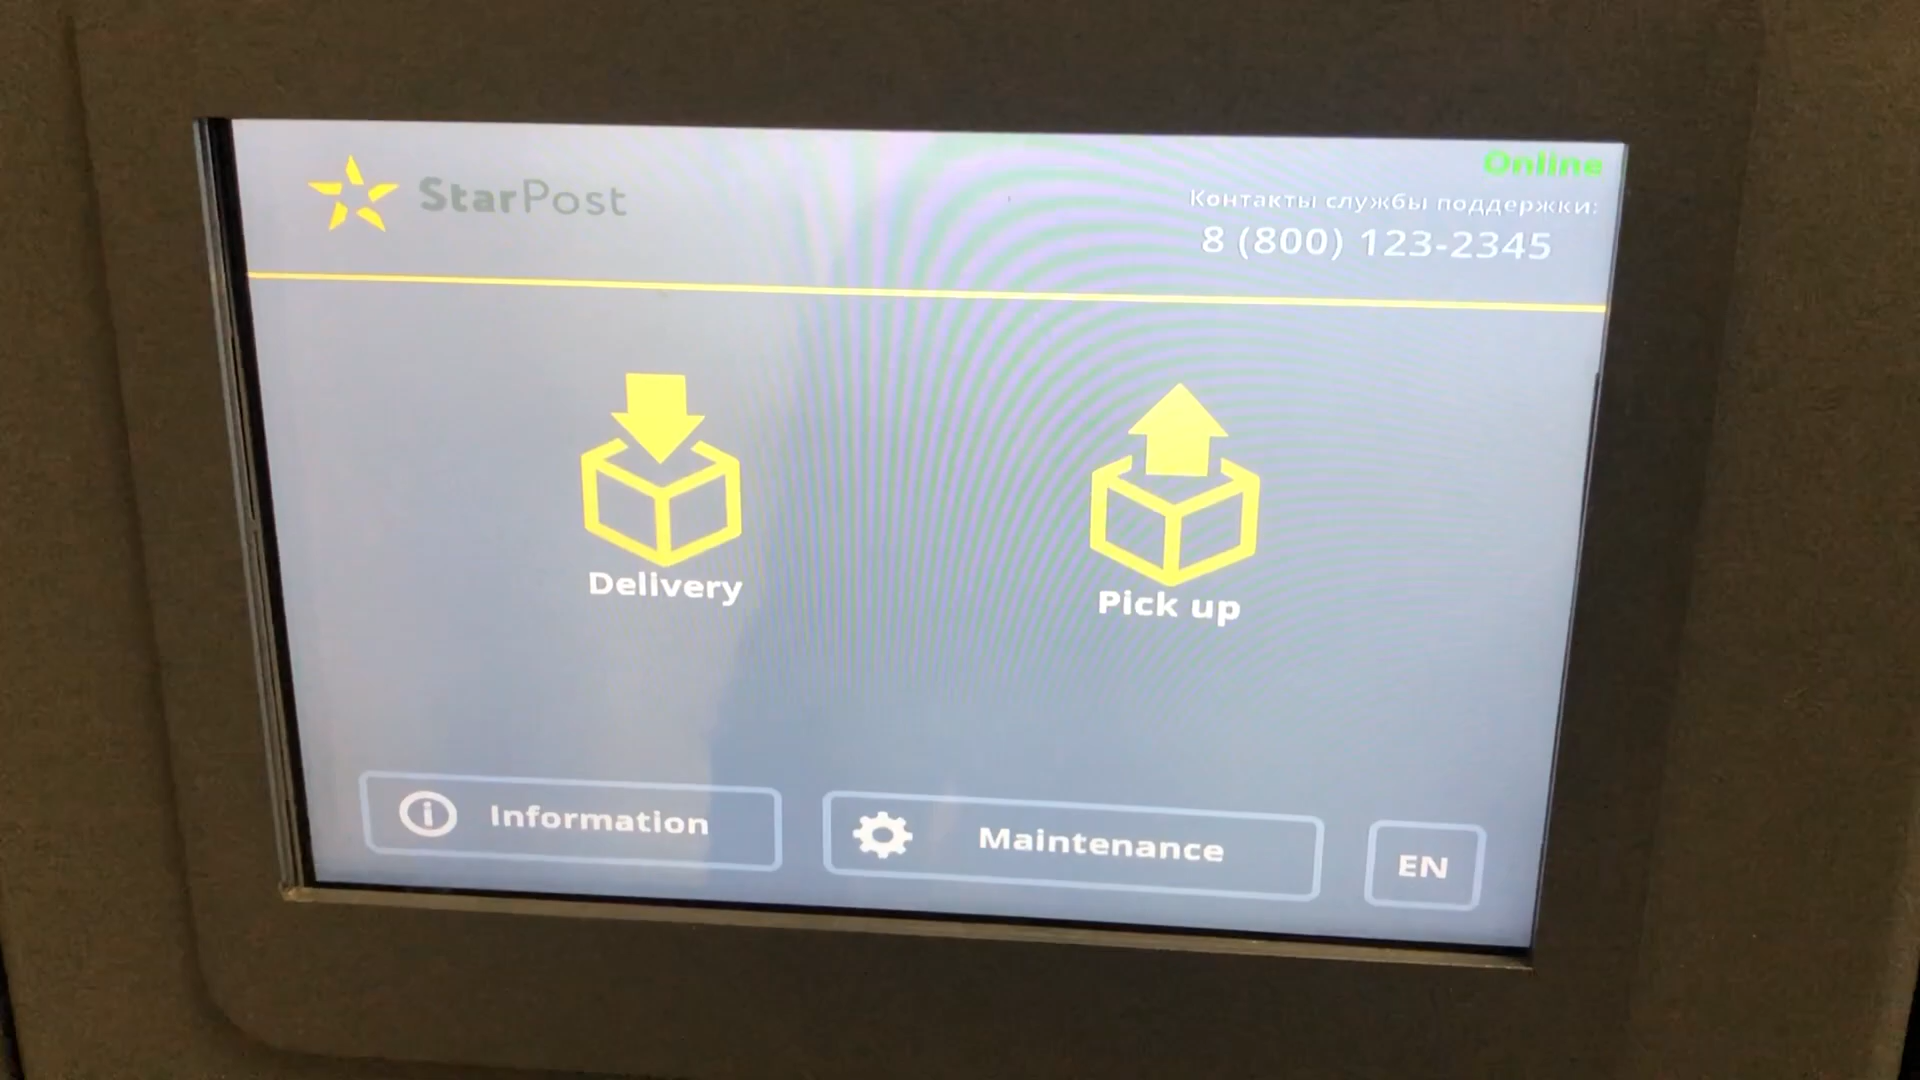 StarPost
Online
Контакты службы поддержки:
8 (800) 123-2345
Delivery
Pick up
Information
Maintenance
EN